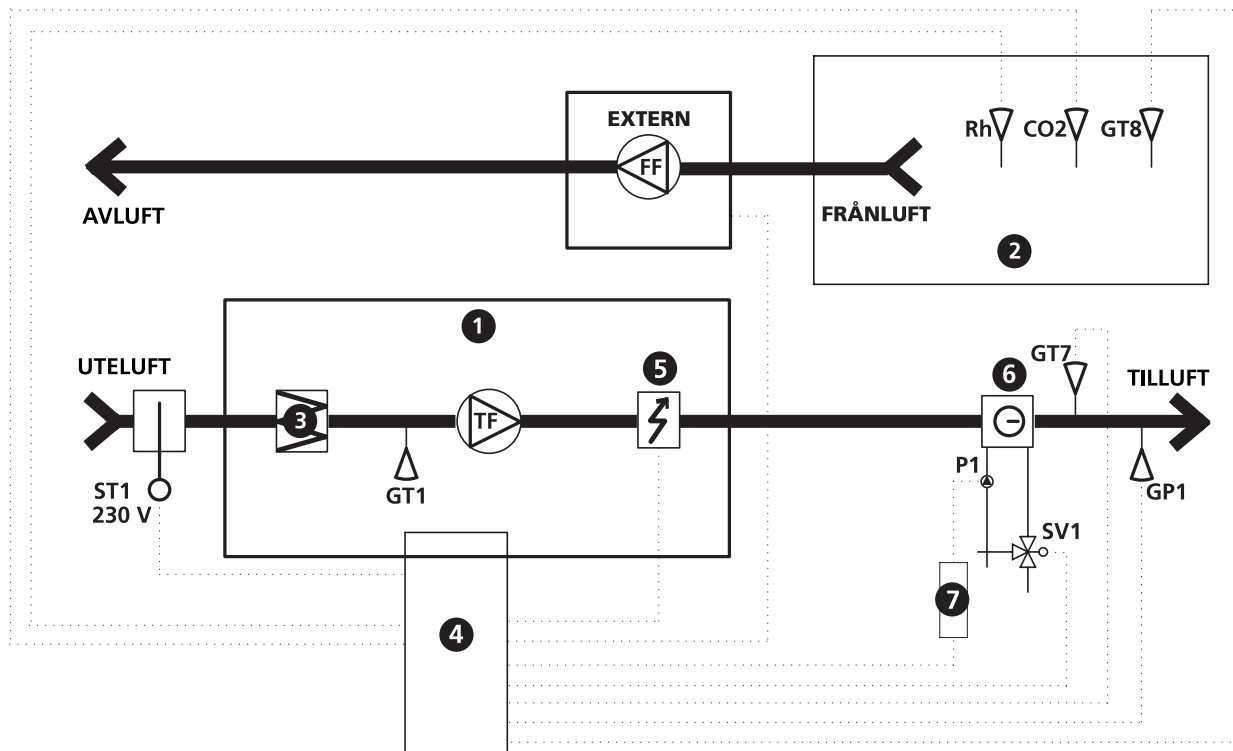 Rh
CO2
GT8
EXTERN
FF
AVLUFT
FRÅNLUFT
2
1
UTELUFT
5
6
GT7
TILLUFT
3
TF
ST1
230 V
GT1
P1
GP1
SV1
7
4